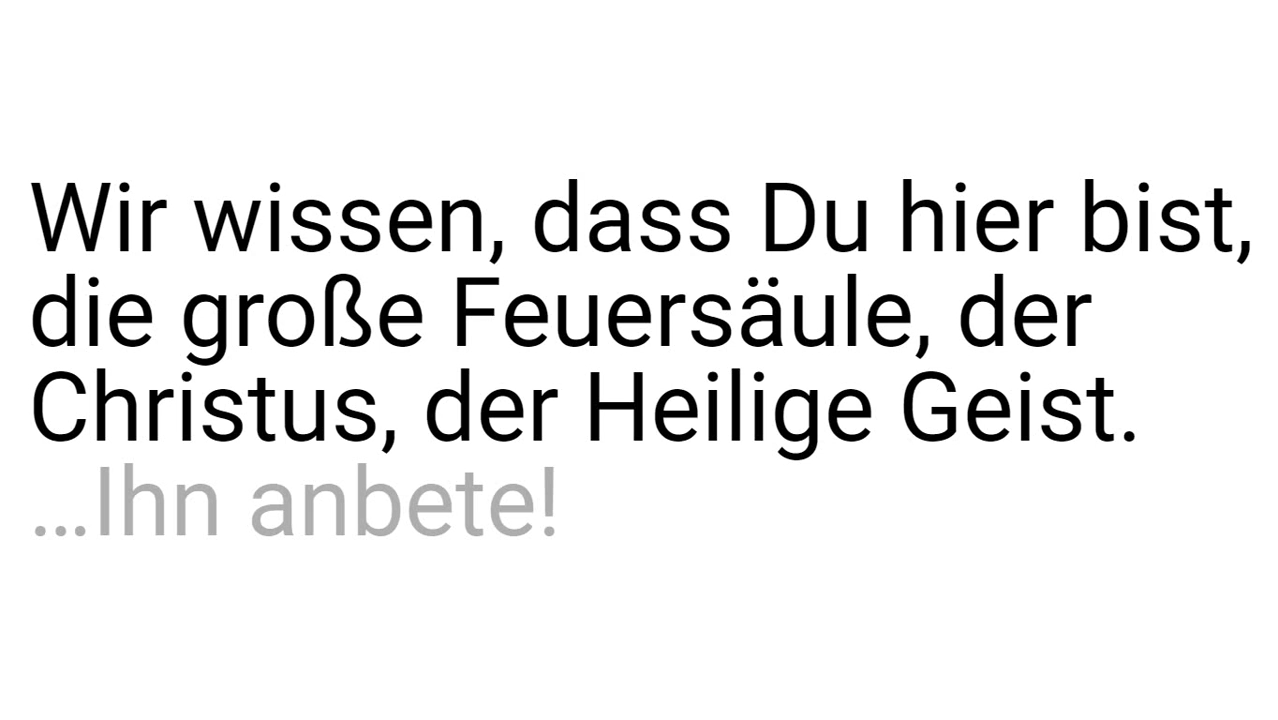 Wir wissen, dass Du hier bist,
die große Feuersäule, der
Christus, der Heilige Geist.
…Ihn anbete!